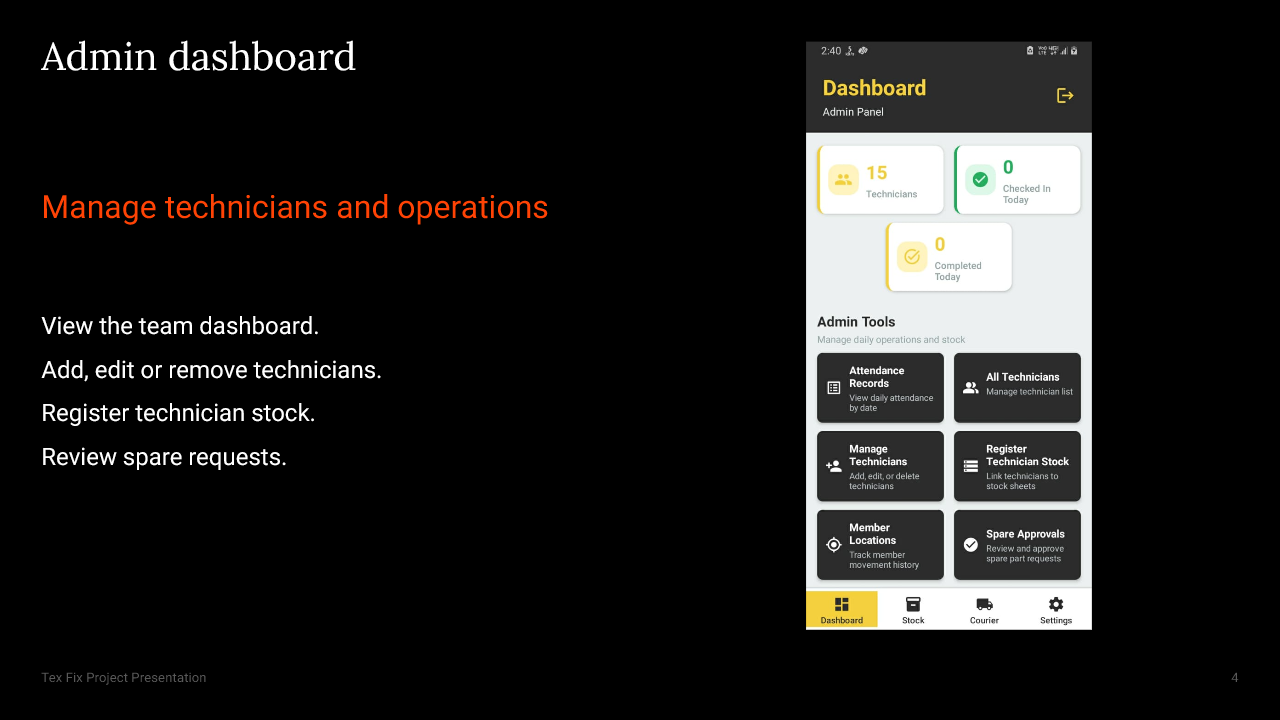 Admin dashboard
Manage technicians and operations
View the team dashboard.
Add, edit or remove technicians.
Register technician stock.
Review spare requests.
2:40
Dashboard
Admin Panel
15
Technicians
0
Checked In
Today
0
Completed
Today
Admin Tools
Manage daily operations and stock
Attendance
Records
View daily attendance
by date
All Technicians
Manage technician list
Manage
Technicians
Add, edit, or delete
technicians
Register
Technician Stock
Link technicians to
stock sheets
Member
Locations
Track member
movement history
Spare Approvals
Review and approve
spare part requests
Dashboard
Stock
Courier
Settings
Tex Fix Project Presentation
4